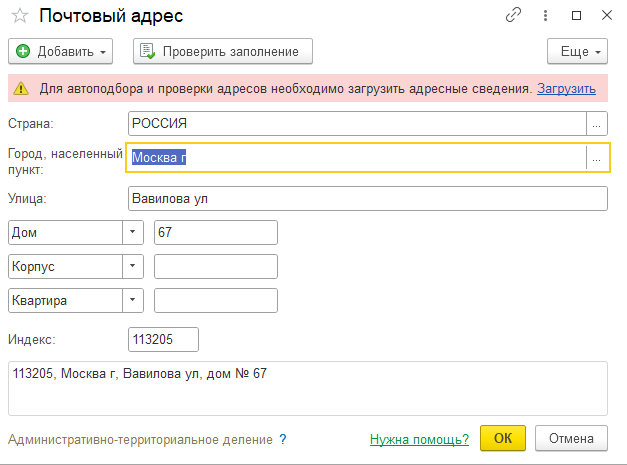 Почтовый адрес
Добавить Проверить заполнение Еще
Для автоподбора и проверки адресов необходимо загрузить адресные сведения. Загрузить
Страна: РОССИЯ ...
Город, населенный
пункт: Москва г ...
Улица: Вавилова ул
Дом 67
Корпус
Квартира
Индекс: 113205
113205, Москва г, Вавилова ул, дом № 67
Административно-территориальное деление ? Нужна помощь? ОК Отмена